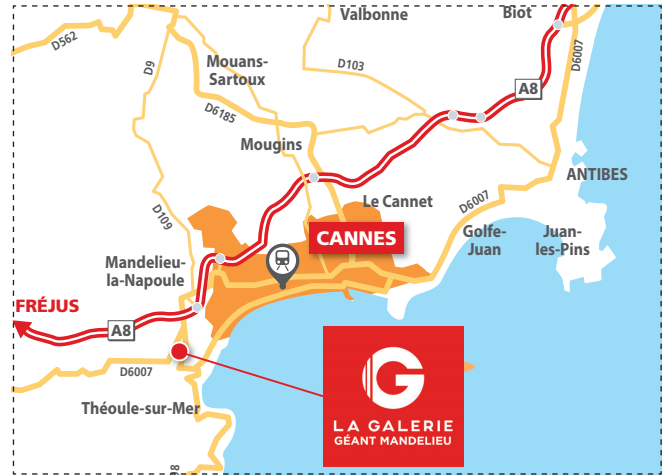 Valbonne
Biot
D562
D9
Mouans-
Sartoux
D103
D6007
A8
D6185
Mougins
ANTIBES
Le Cannet
D6007
D109
CANNES
Golfe-
Juan
Juan-
les-Pins
Mandelieu-
la-Napoule
FRÉJUS
A8
D6007
G
LA GALERIE
GÉANT MANDELIEU
Théoule-sur-Mer
98